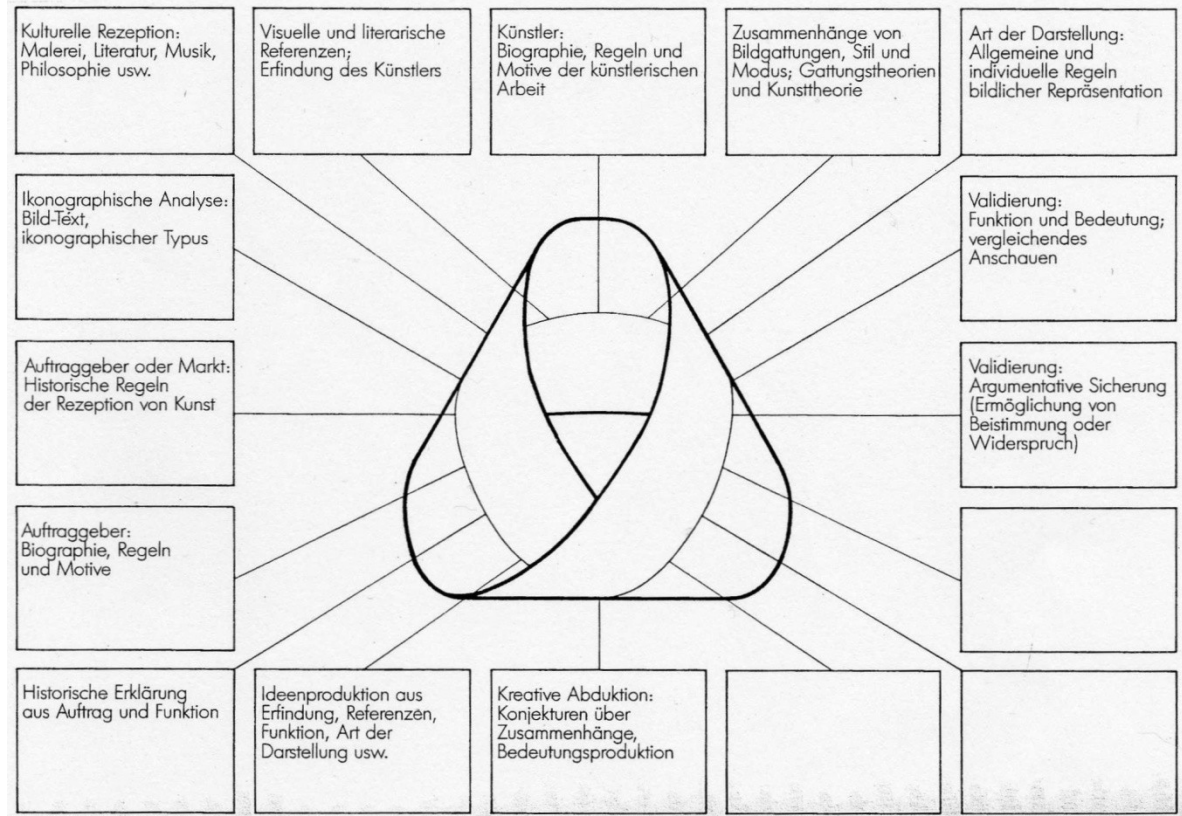 Kulturelle Rezeption:
Malerei, Literatur, Musik,
Philosophie usw.
Visuelle und literarische
Referenzen;
Erfindung des Künstlers
Künstler:
Biographie, Regeln und
Motive der künstlerischen
Arbeit
Zusammenhänge von
Bildgattungen, Stil und
Modus; Gattungstheorien
und Kunsttheorie
Art der Darstellung:
Allgemeine und
individuelle Regeln
bildlicher Repräsentation
Ikonographische Analyse:
Bild-Text,
ikonographischer Typus
Validierung:
Funktion und Bedeutung;
vergleichendes
Anschauen
Auftraggeber oder Markt:
Historische Regeln
der Rezeption von Kunst
Validierung:
Argumentative Sicherung
(Ermöglichung von
Beistimmung oder
Widerspruch)
Auftraggeber:
Biographie, Regeln
und Motive
Historische Erklärung
aus Auftrag und Funktion
Ideenproduktion aus
Erfindung, Referenzen,
Funktion, Art der
Darstellung usw.
Kreative Abduktion:
Konjekturen über
Zusammenhänge,
Bedeutungsproduktion